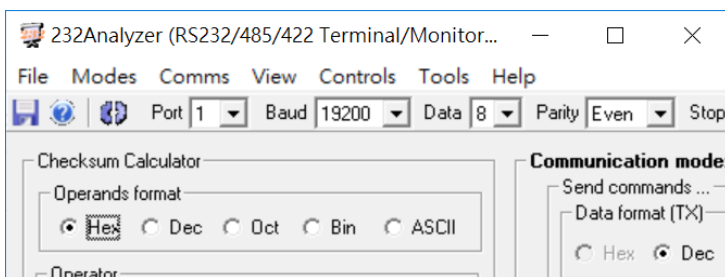 232Analyzer (RS232/485/422 Terminal/Monitor...
File Modes Comms View Controls Tools Help
Port 1 Baud 19200 Data 8 Parity Even Stop
Checksum Calculator
Operands format
Hex Dec Oct Bin ASCII
Operator
Communication mode
Send commands ...
Data format (TX)
Hex Dec